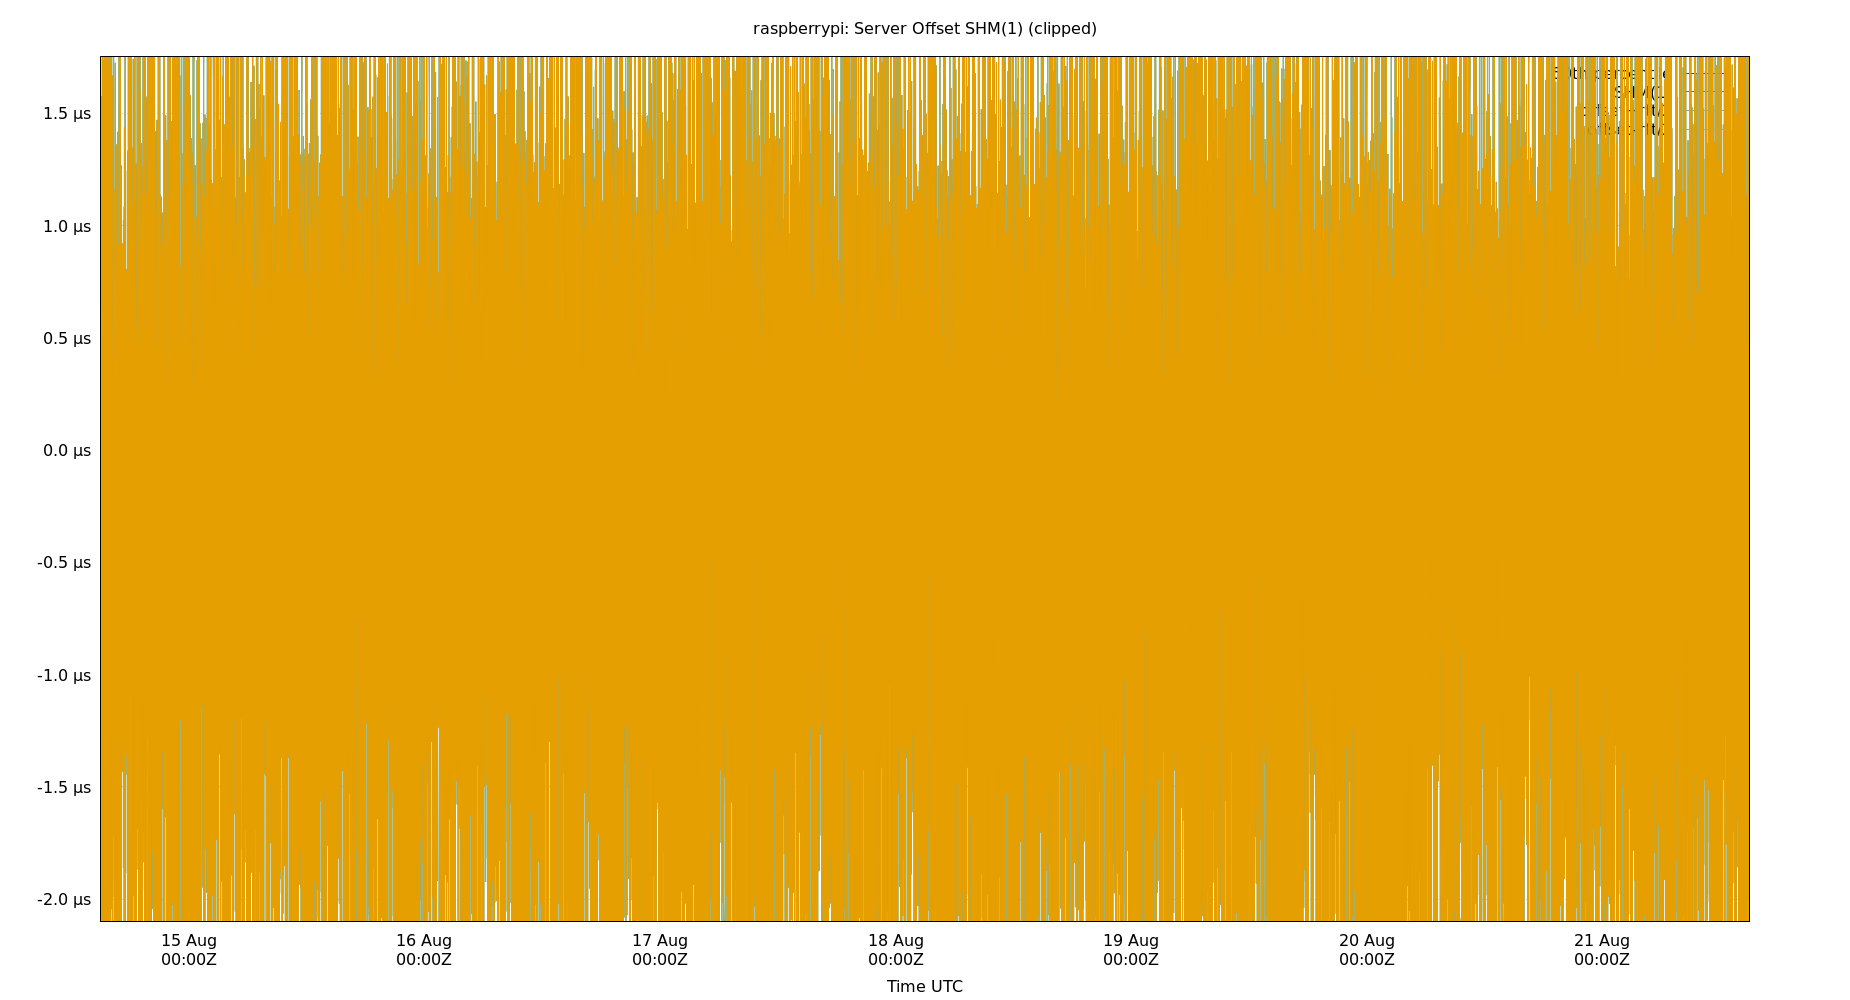 raspberrypi: Server Offset SHM(1) (clipped)
1.5 µs
1.0 µs
0.5 µs
0.0 µs
-0.5 µs
-1.0 µs
-1.5 µs
-2.0 µs
15 Aug 16 Aug 17 Aug 18 Aug 19 Aug 20 Aug 21 Aug
00:00Z 00:00Z 00:00Z 00:00Z 00:00Z 00:00Z 00:00Z
Time UTC